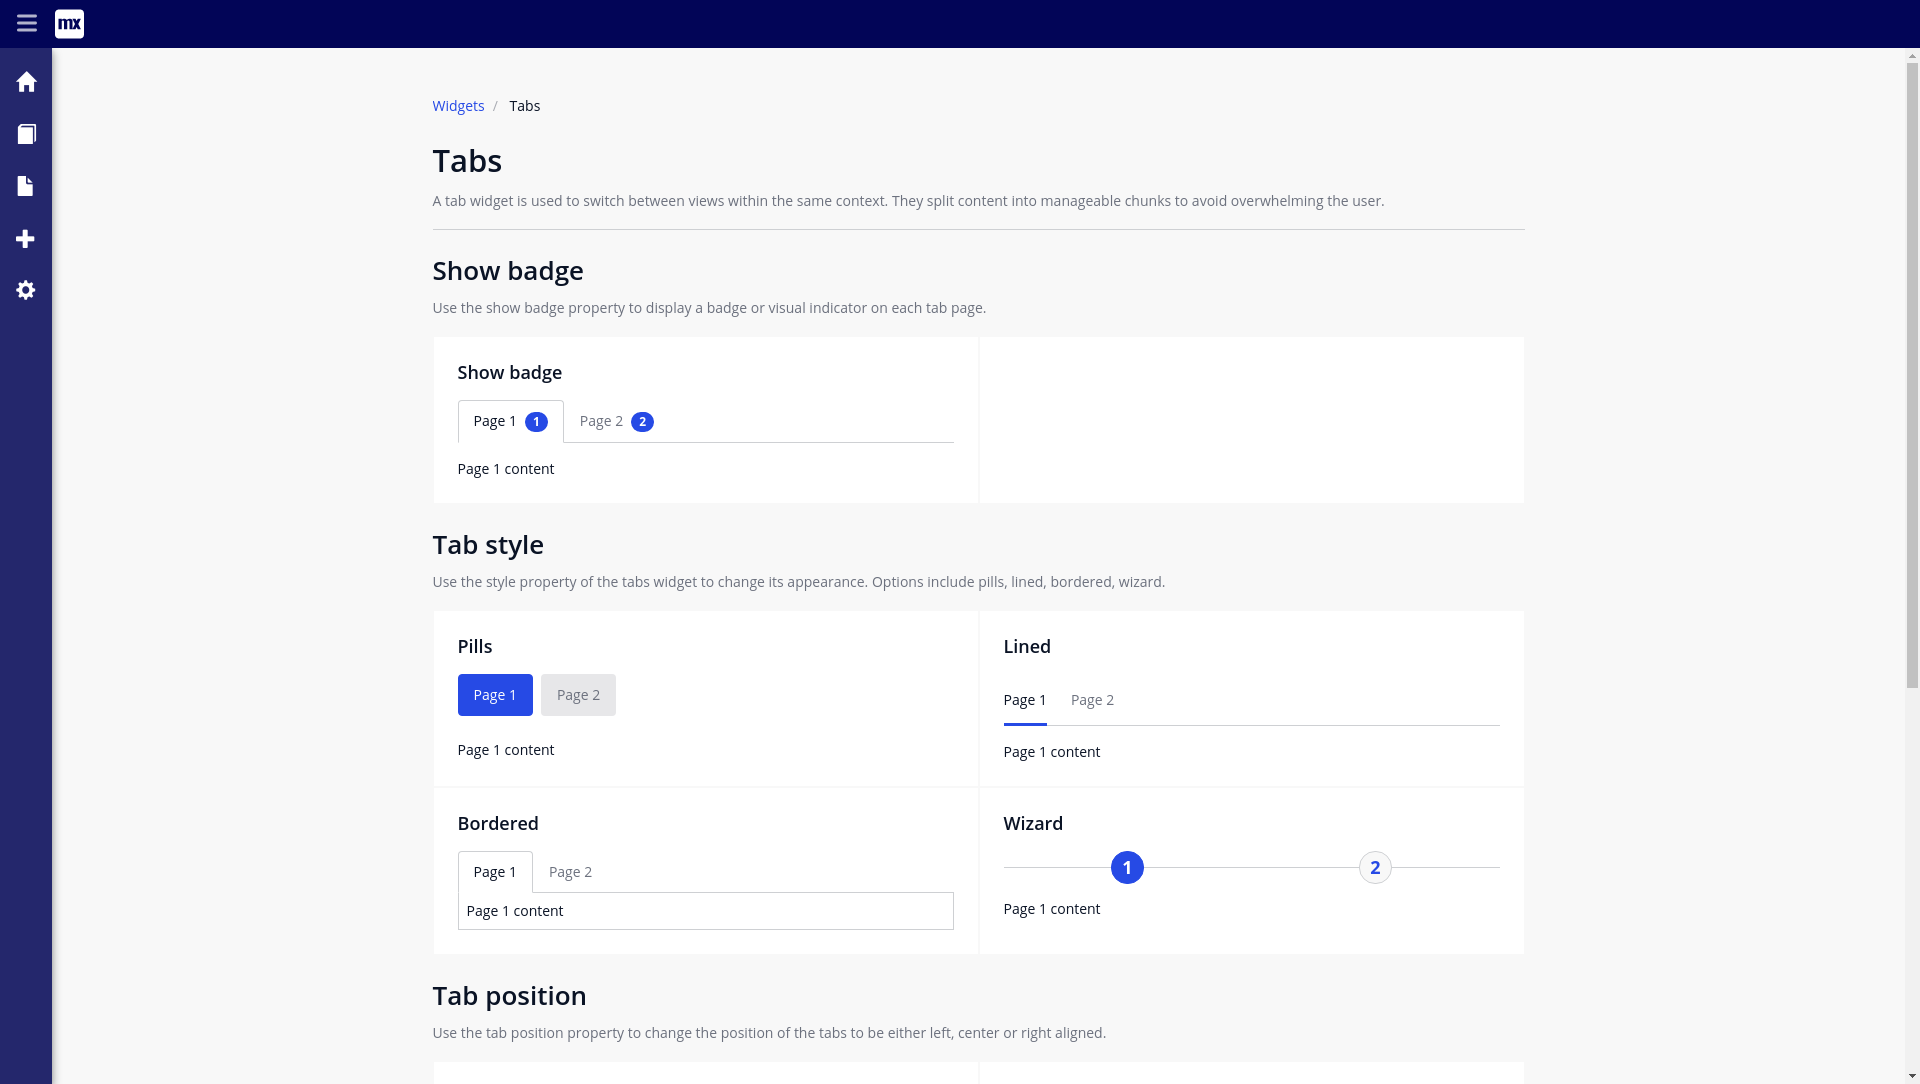 mx
Widgets / Tabs
Tabs
A tab widget is used to switch between views within the same context. They split content into manageable chunks to avoid overwhelming the user.
Show badge
Use the show badge property to display a badge or visual indicator on each tab page.
Show badge
Page 1 1 Page 2 2
Page 1 content
Tab style
Use the style property of the tabs widget to change its appearance. Options include pills, lined, bordered, wizard.
Pills
Page 1 Page 2
Page 1 content
Lined
Page 1 Page 2
Page 1 content
Bordered
Page 1 Page 2
Page 1 content
Wizard
1 2
Page 1 content
Tab position
Use the tab position property to change the position of the tabs to be either left, center or right aligned.